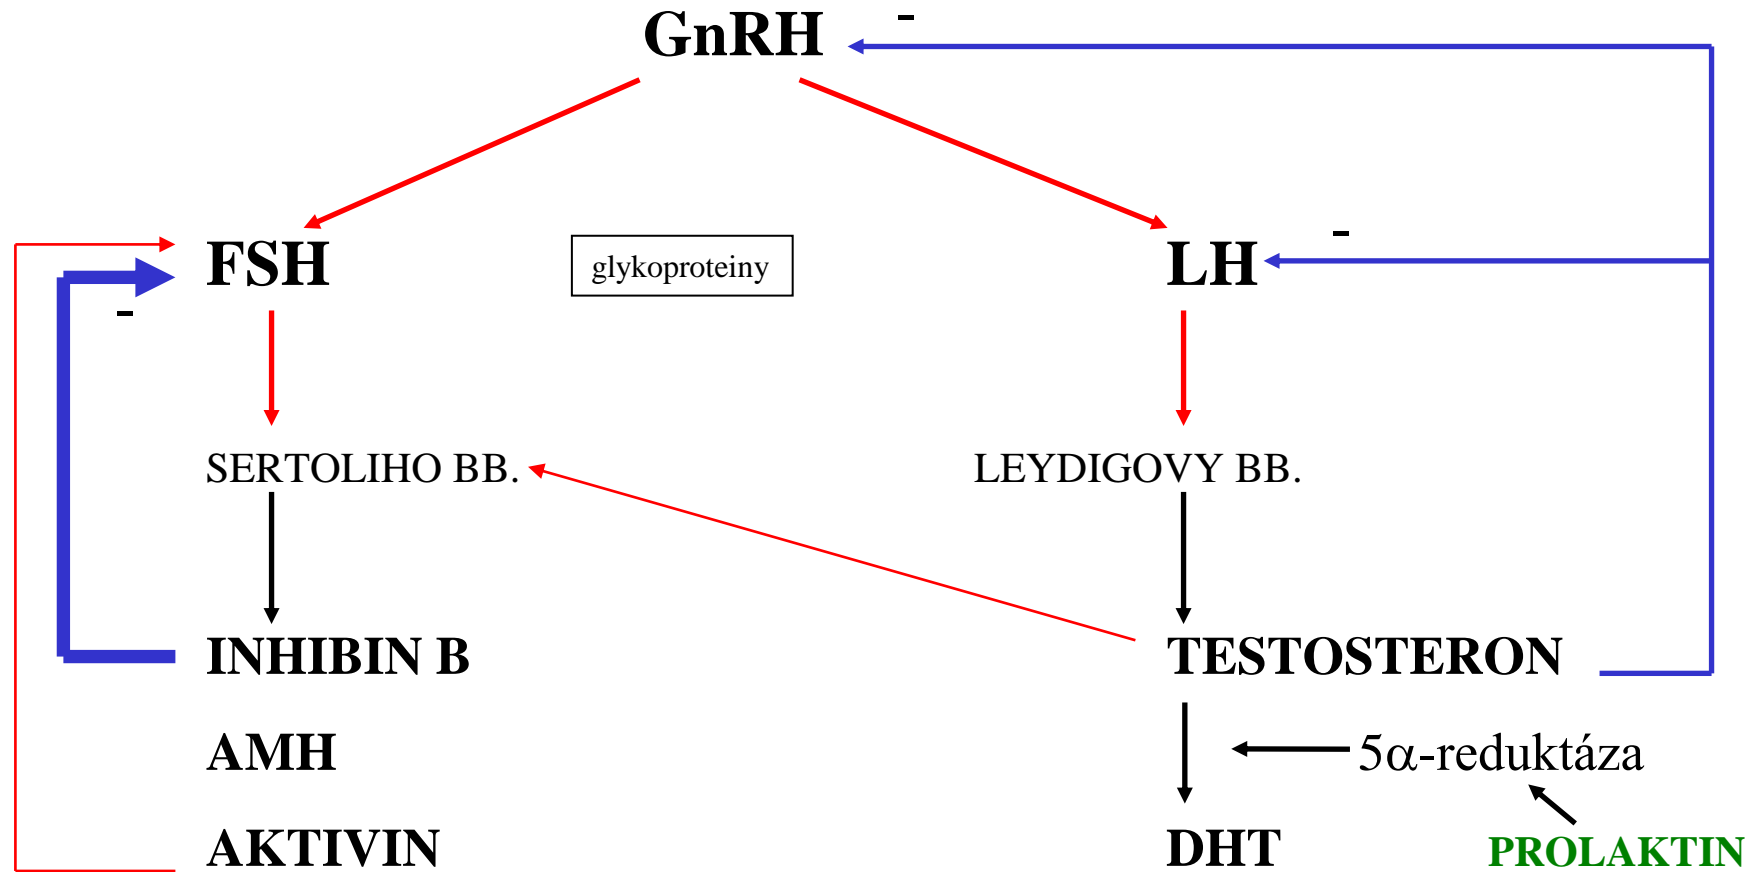 GnRH -
FSH
glykoproteiny
LH -
-
SERTOLIHO BB.
LEYDIGOVY BB.
INHIBIN B
TESTOSTERON
AMH
5α-reduktáza
AKTIVIN
DHT
PROLAKTIN